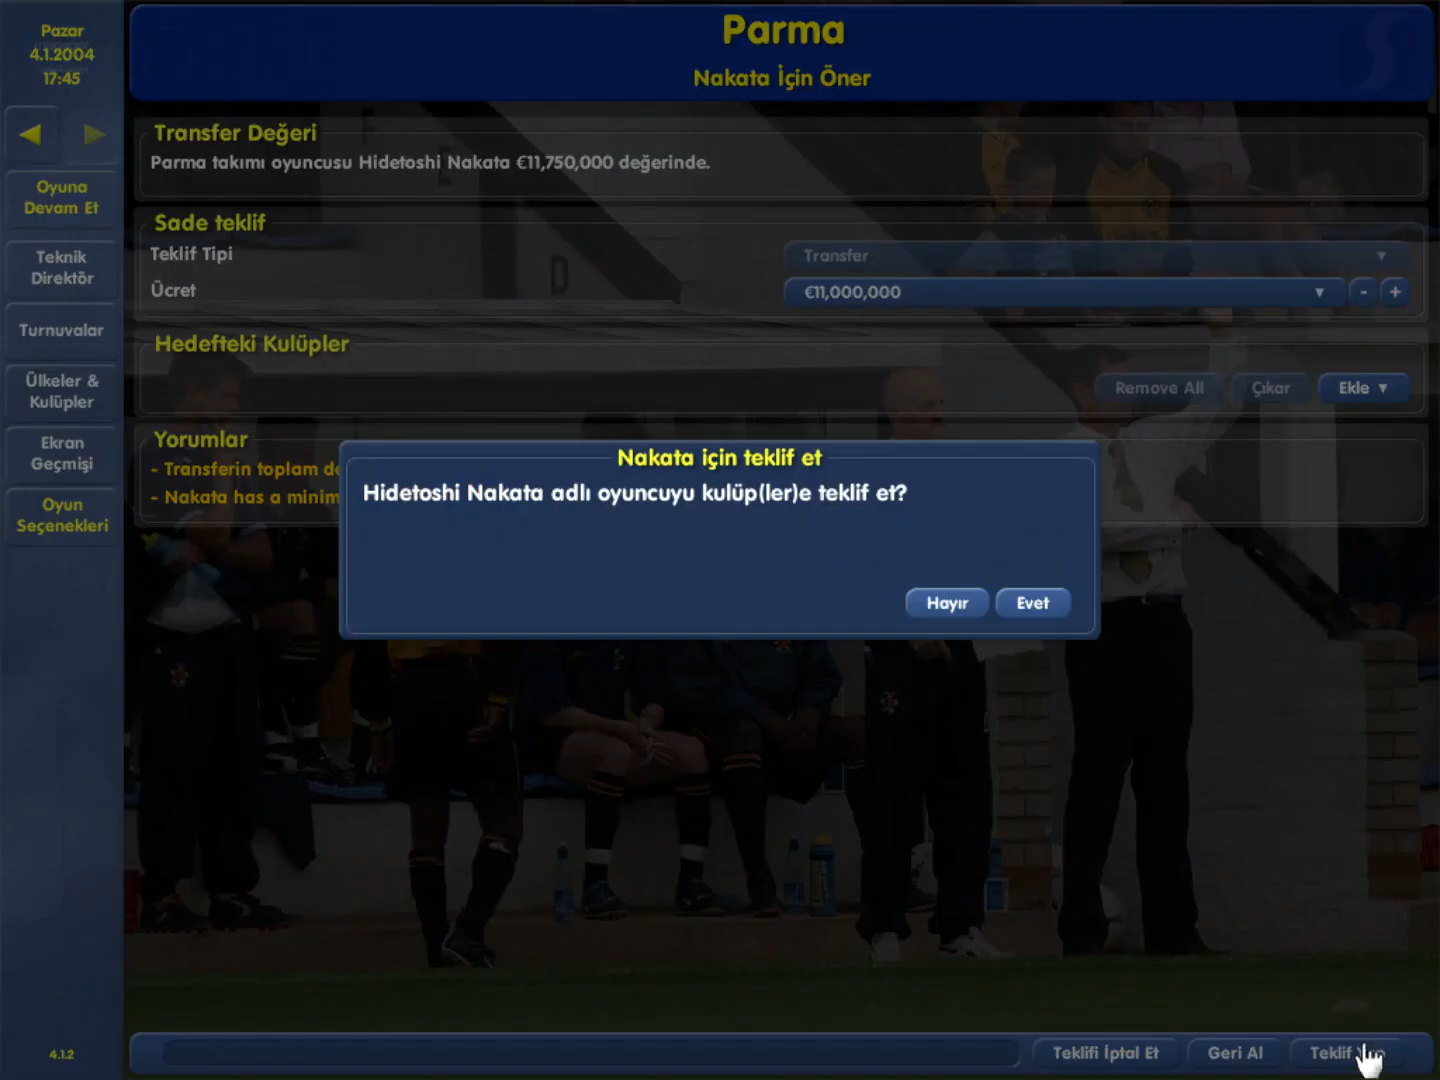 Pazar
4.1.2004
17:45
Parma
Nakata İçin Öner
Oyuna
Devam Et
Teknik
Direktör
Turnuvalar
Ülkeler &
Kulüpler
Ekran
Geçmişi
Oyun
Seçenekleri
4.1.2
Transfer Değeri
Parma takımı oyuncusu Hidetoshi Nakata €11,750,000 değerinde.
Sade teklif
Teklif Tipi
Transfer
Ücret
€11,000,000
- +
Hedefteki Kulüpler
Remove All Çıkar Ekle
Yorumlar
- Transferin toplam
- Nakata has a
Nakata için teklif et
Hidetoshi Nakata adlı oyuncuyu kulüp(ler)e teklif et?
Hayır Evet
Teklifi İptal Et Geri Al Teklif